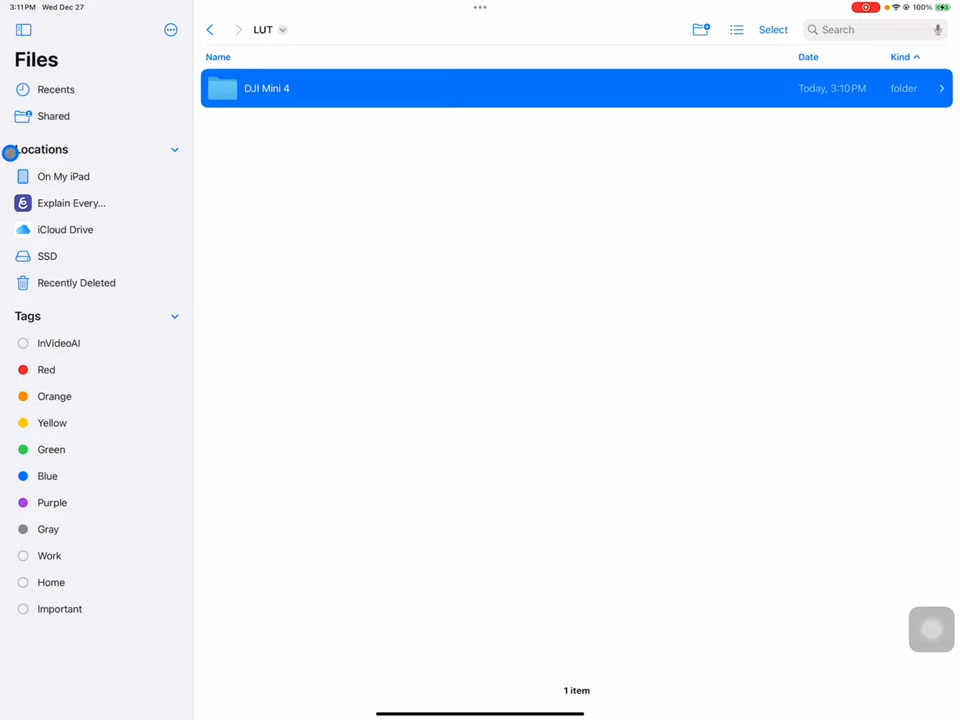 3:11 PM Wed Dec 27
100%
Files
Recents
Shared
Locations
On My iPad
Explain Every...
iCloud Drive
SSD
Recently Deleted
Tags
InVideoAI
Red
Orange
Yellow
Green
Blue
Purple
Gray
Work
Home
Important
LUT
Select
Search
Name Date Kind
DJI Mini 4 Today, 3:10 PM folder
1 item